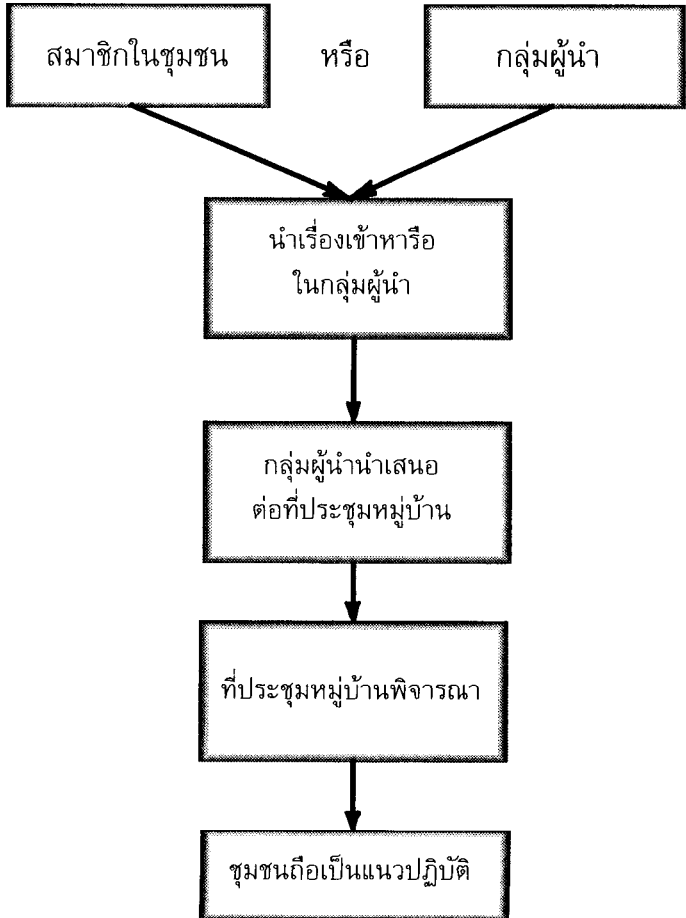 สมาชิกในชุมชน หรือ กลุ่มผู้นำ
นำเรื่องเข้าหารือ
ในกลุ่มผู้นำ
กลุ่มผู้นำนำเสนอ
ต่อที่ประชุมหมู่บ้าน
ที่ประชุมหมู่บ้านพิจารณา
ชุมชนถือเป็นแนวปฏิบัติ